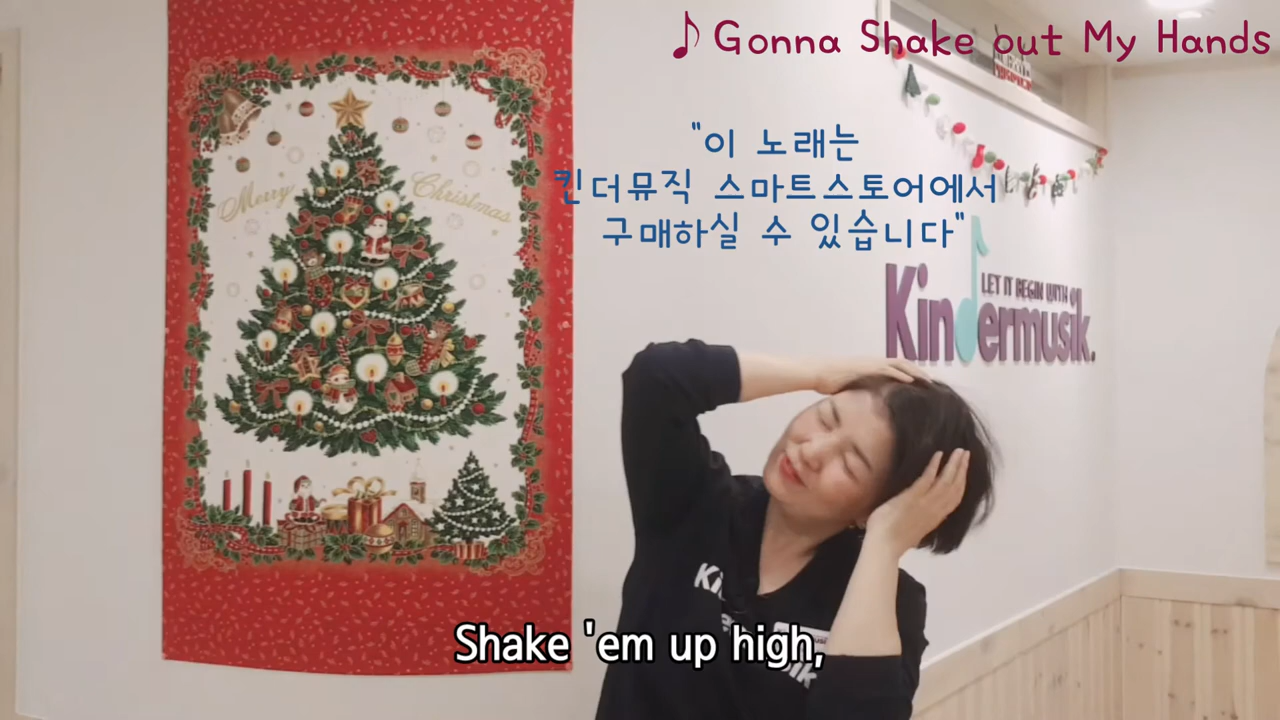 ♪ Gonna Shake out My Hands
"이 노래는
킨더뮤직 스마트스토어에서
구매하실 수 있습니다"
Merry Christmas
LET IT BEGIN WITH
Kindermusik.
Shake 'em up high,